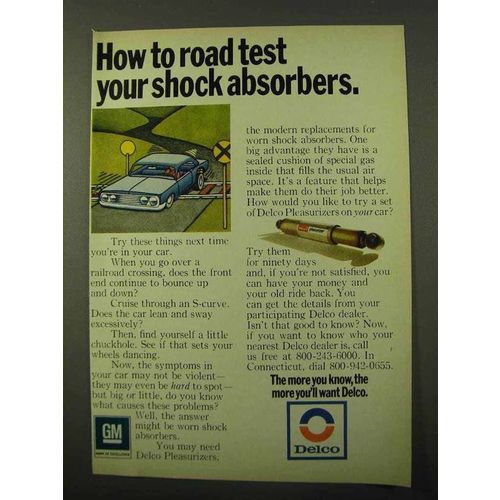 How to road test
your shock absorbers.
Try these things next time
you're in your car.
When you go over a
railroad crossing, does the front
end continue to bounce up
and down?
Cruise through an S-curve.
Does the car lean and sway
excessively?
Then, find yourself a little
chuckhole. See if that sets your
wheels dancing.
Now, the symptoms in
your car may not be violent—
they may even be hard to spot—
but big or little, do you know
what causes these problems?
Well, the answer
might be worn shock
absorbers.
You may need
Delco Pleasurizers,
GM
MARK OF EXCELLENCE
the modern replacements for
worn shock absorbers. One
big advantage they have is a
sealed cushion of special gas
inside that fills the usual air
space. It's a feature that helps
make them do their job better.
How would you like to try a set
of Delco Pleasurizers on your car?
Try them
for ninety days
and, if you're not satisfied, you
can have your money and
your old ride back. You
can get the details from your
participating Delco dealer.
Isn't that good to know? Now,
if you want to know who your
nearest Delco dealer is, call
us free at 800-243-6000. In
Connecticut, dial 800-942-0655.
The more you know, the
more you'll want Delco.
Delco